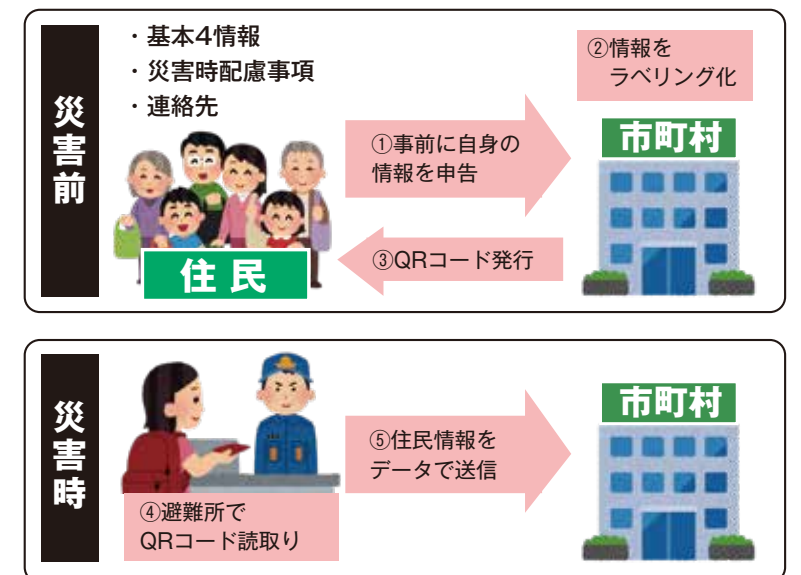 災害前
・基本4情報
・災害時配慮事項
・連絡先
住民
①事前に自身の
情報を申告
②情報を
ラベリング化
市町村
③QRコード発行
災害時
④避難所で
QRコード読取り
⑤住民情報を
データで送信
市町村